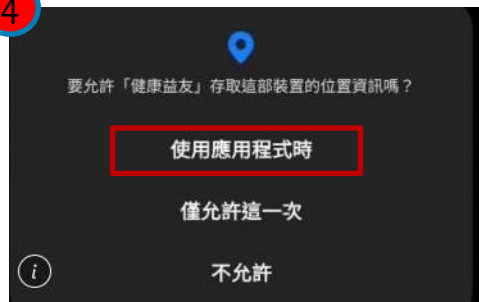 4
要允許「健康益友」存取這部裝置的位置資訊嗎？
使用應用程式時
僅允許這一次
i
不允許